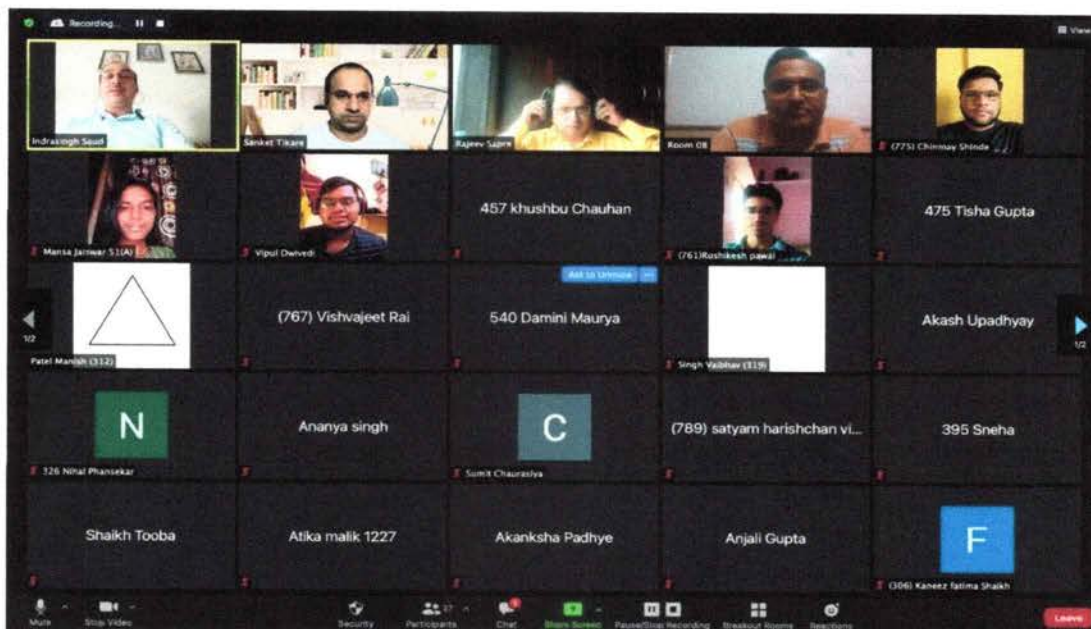 Recording...
View
Indrasingh Saud
Sanket Tikare
Rajeev Sapre
Room 08
(775) Chinmay Shinde
Mansa Jaiswar 51(A)
Vipul Dwivedi
457 khushbu Chauhan
(761)Rushikesh pawal
475 Tisha Gupta
Ask to Unmute
...
1/2
Patel Manish (312)
(767) Vishvajeet Rai
540 Damini Maurya
Singh Vaibhav (319)
Akash Upadhyay
1/2
N
326 Nihal Phansekar
Ananya singh
C
Sumit Chaurasiya
(789) satyam harishchan vi...
395 Sneha
Shaikh Tooba
Atika malik 1227
Akanksha Padhye
Anjali Gupta
F
(306) Kaneez fatima Shaikh
Mute
Stop Video
Security
Participants
27
Chat
Share Screen
Pause/Stop Recording
Breakout Rooms
Reactions
Leave